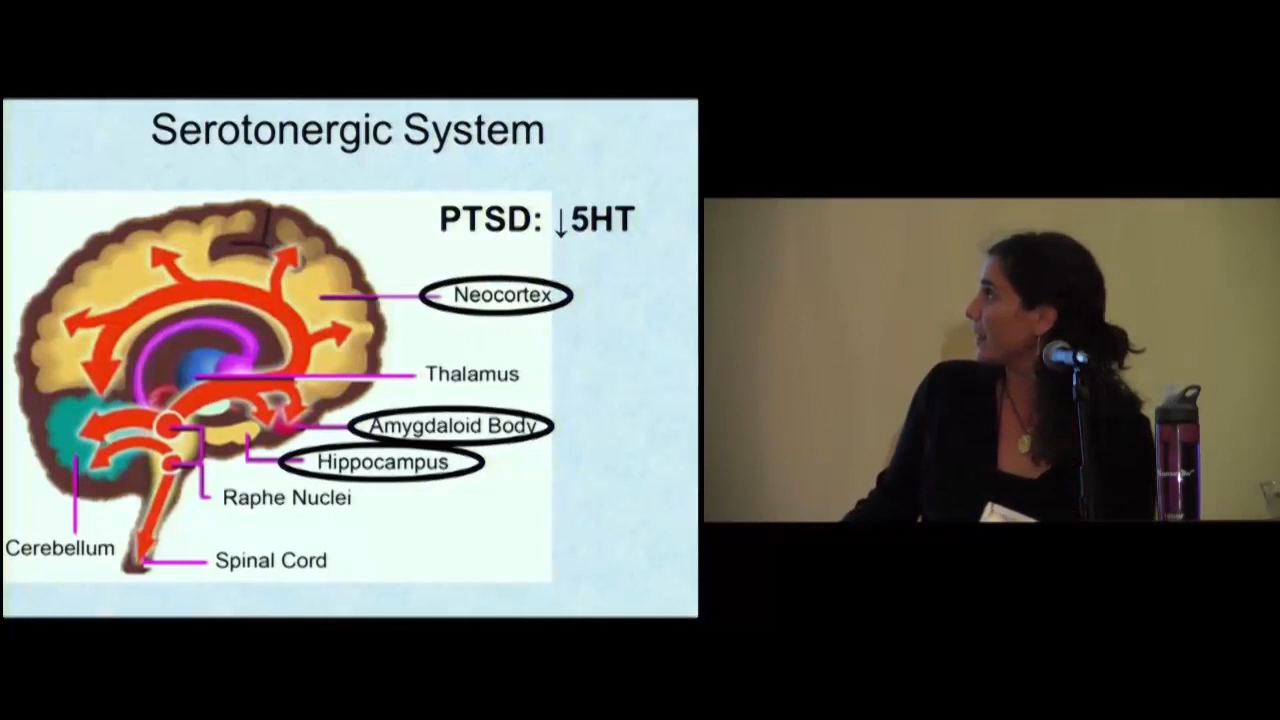 Serotonergic System
PTSD: ↓5HT
Neocortex
Thalamus
Amygdaloid Body
Hippocampus
Raphe Nuclei
Cerebellum
Spinal Cord